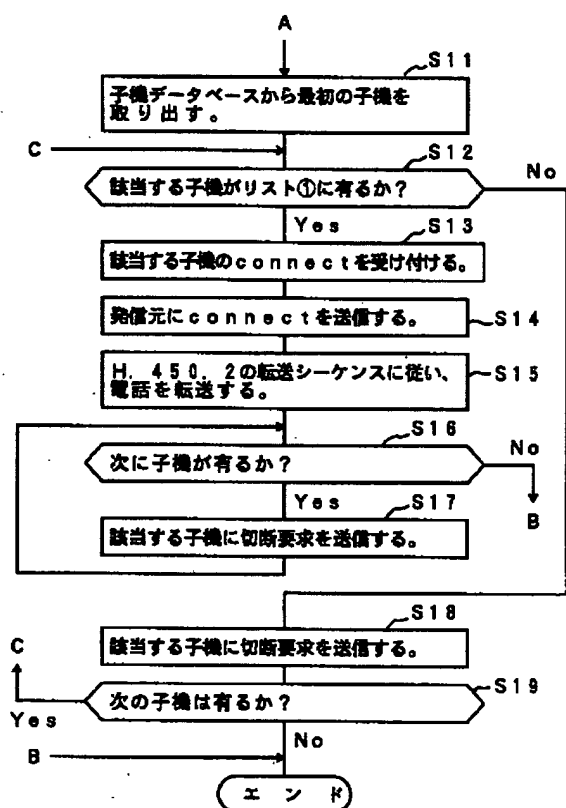 A
S11
子機データベースから最初の子機を
取り出す。
C
S12
該当する子機がリスト①に有るか?
No
Yes
S13
該当する子機のconnectを受け付ける。
発信元にconnectを送信する。
S14
H. 450. 2の転送シーケンスに従い、
電話を転送する。
S15
S16
次に子機が有るか?
No
B
Yes
S17
該当する子機に切断要求を送信する。
S18
該当する子機に切断要求を送信する。
C
Yes
次の子機は有るか?
S19
No
B
エンド